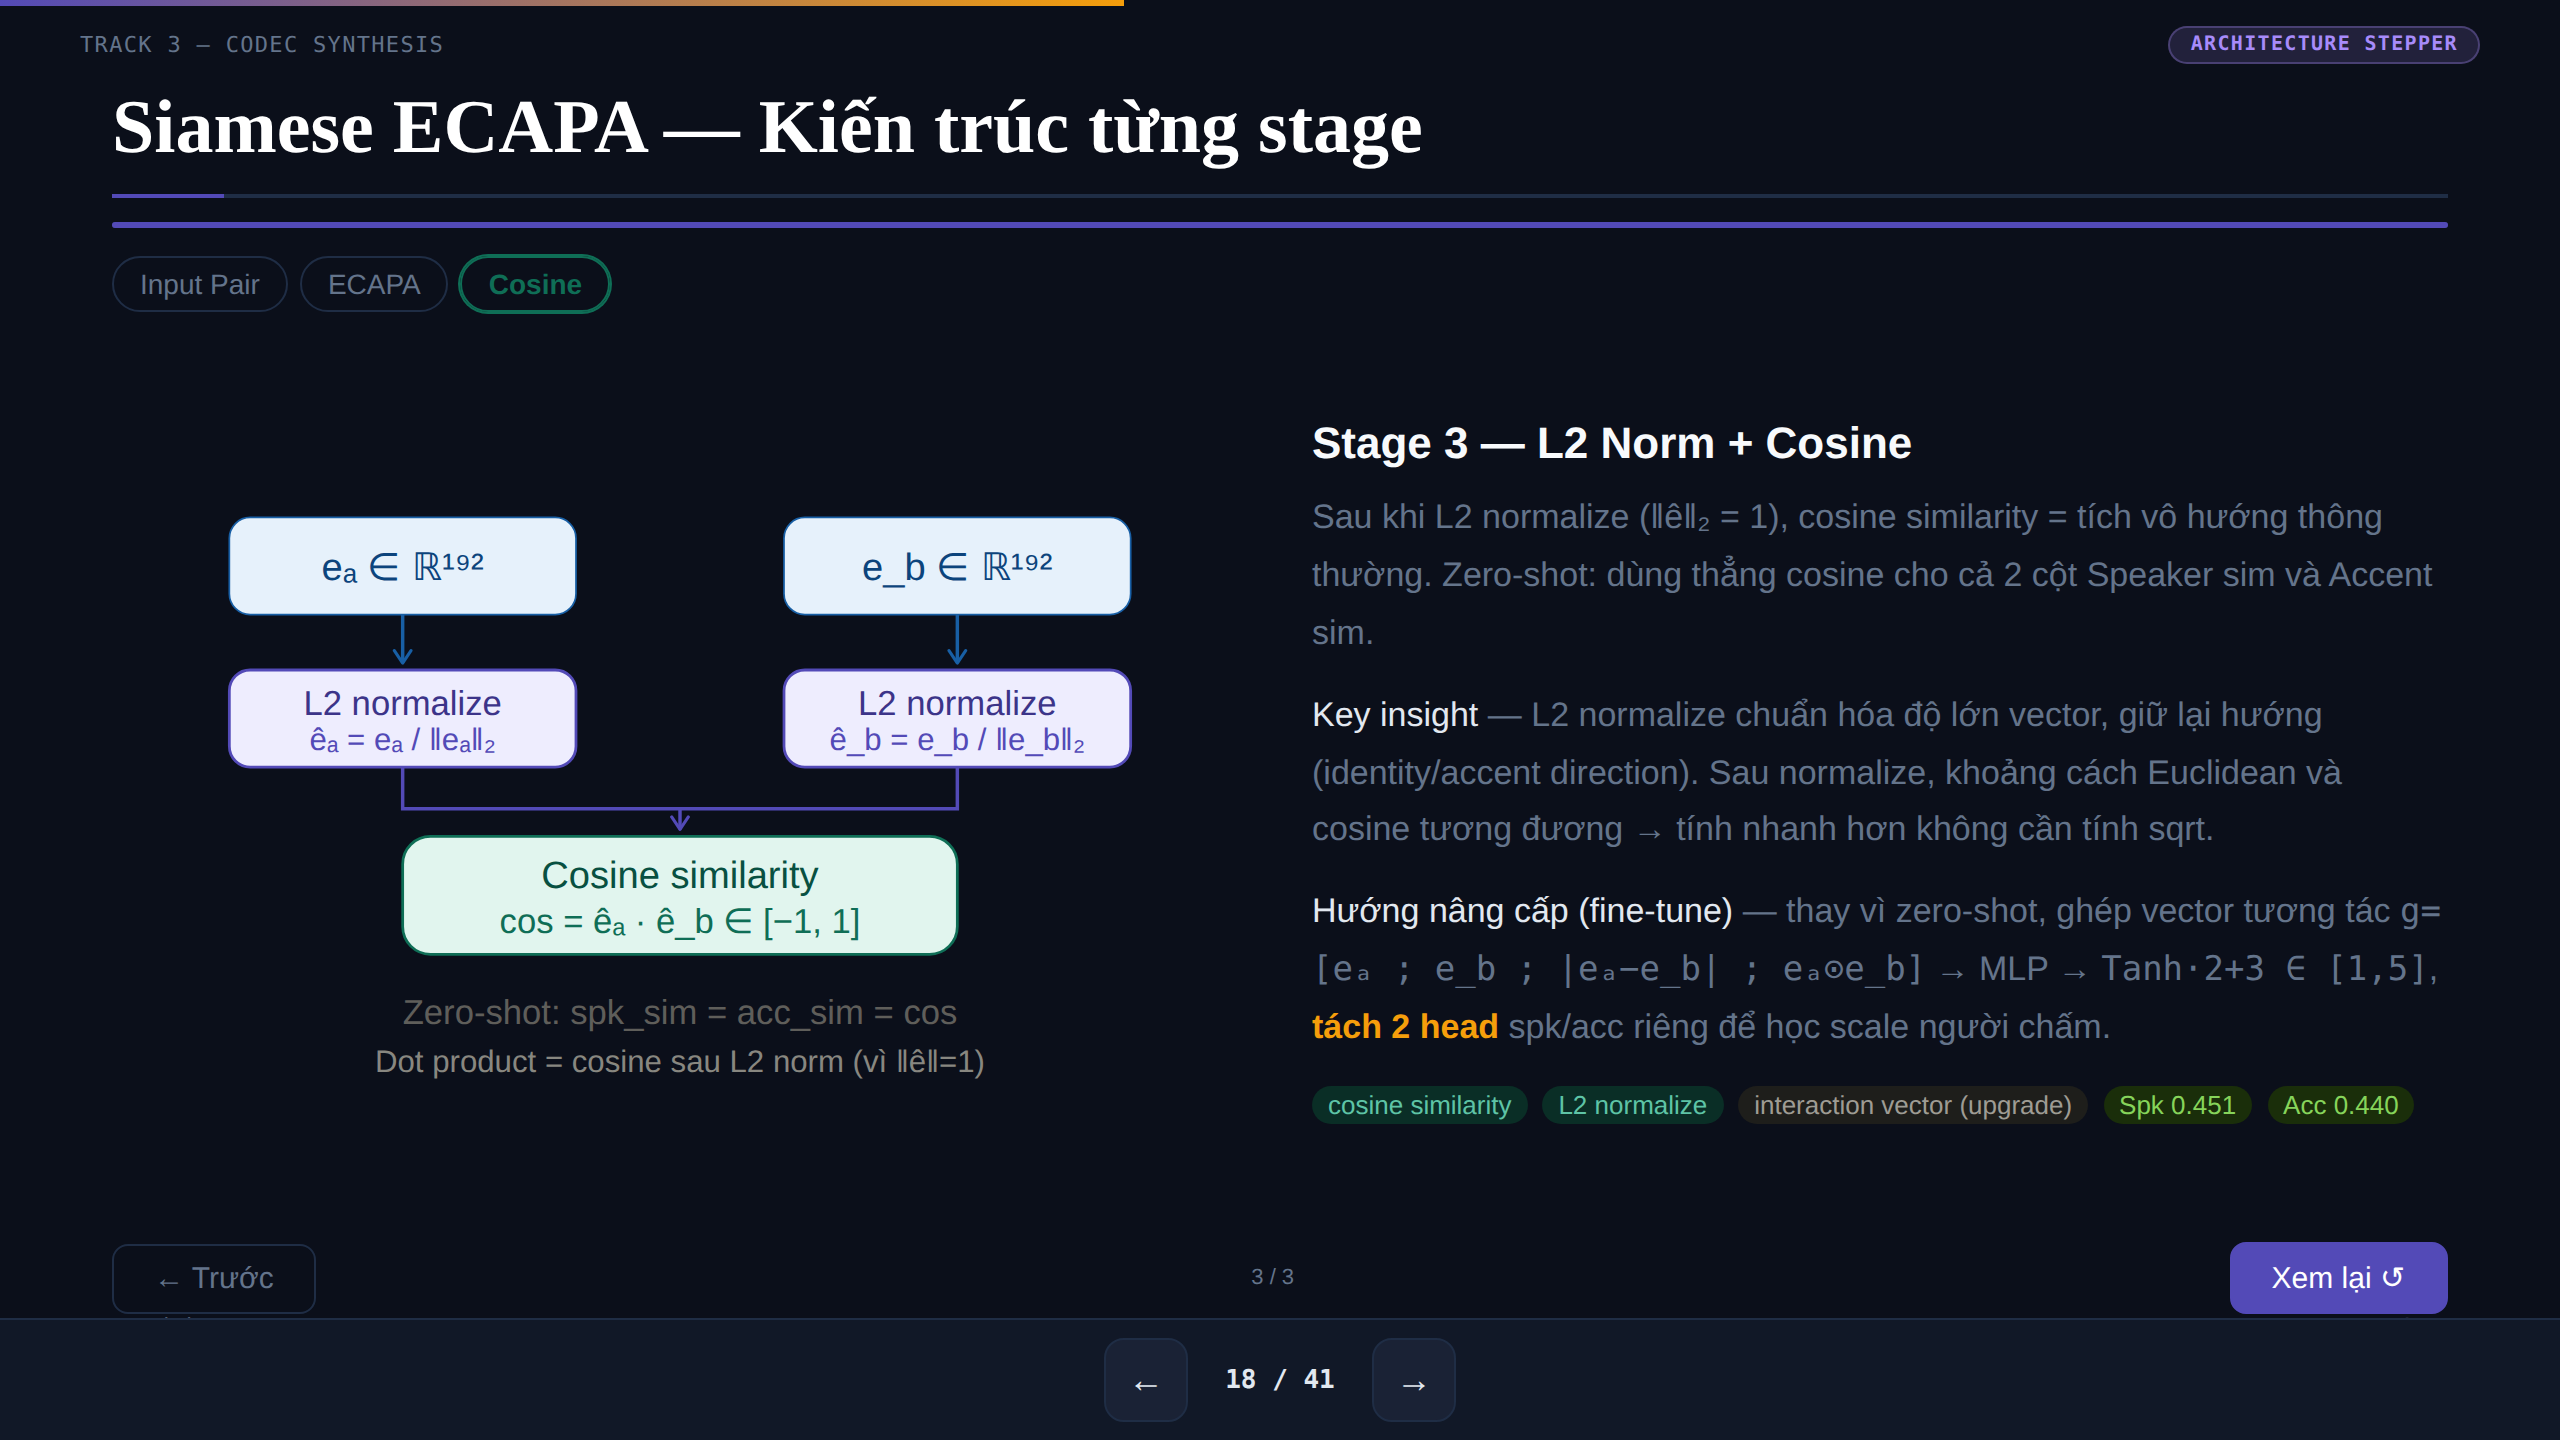 TRACK 3 — CODEC SYNTHESIS
ARCHITECTURE STEPPER
Siamese ECAPA — Kiến trúc từng stage
Input Pair
ECAPA
Cosine
eₐ ∈ ℝ¹⁹²
e_b ∈ ℝ¹⁹²
L2 normalize
êₐ = eₐ / ‖eₐ‖₂
L2 normalize
ê_b = e_b / ‖e_b‖₂
Cosine similarity
cos = êₐ · ê_b ∈ [−1, 1]
Zero-shot: spk_sim = acc_sim = cos
Dot product = cosine sau L2 norm (vì ‖ê‖=1)
Stage 3 — L2 Norm + Cosine
Sau khi L2 normalize (‖ê‖₂ = 1), cosine similarity = tích vô hướng thông
thường. Zero-shot: dùng thẳng cosine cho cả 2 cột Speaker sim và Accent
sim.
Key insight — L2 normalize chuẩn hóa độ lớn vector, giữ lại hướng
(identity/accent direction). Sau normalize, khoảng cách Euclidean và
cosine tương đương → tính nhanh hơn không cần tính sqrt.
Hướng nâng cấp (fine-tune) — thay vì zero-shot, ghép vector tương tác g=
[eₐ ; e_b ; |eₐ−e_b| ; eₐ⊙e_b] → MLP → Tanh·2+3 ∈ [1,5],
tách 2 head spk/acc riêng để học scale người chấm.
cosine similarity
L2 normalize
interaction vector (upgrade)
Spk 0.451
Acc 0.440
← Trước
3 / 3
Xem lại ↺
←
18 / 41
→